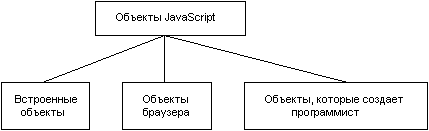 Объекты JavaScript
Встроенные
объекты
Объекты
браузера
Объекты, которые создает
программист